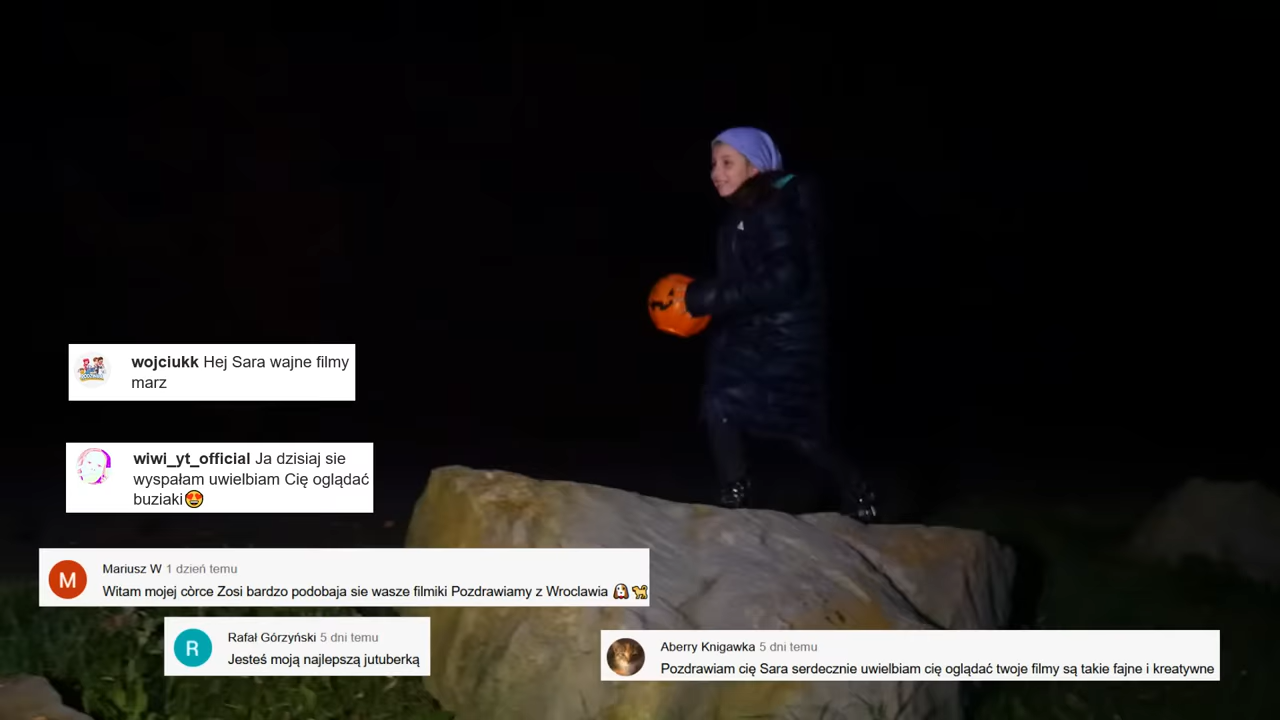 wojciukk Hej Sara wajne filmy
marz
wiwi_yt_official Ja dzisiaj sie
wyspałam uwielbiam Cię oglądać
buziaki😍
M
Mariusz W 1 dzień temu
Witam mojej còrce Zosi bardzo podobaja sie wasze filmiki Pozdrawiamy z Wroclawia 🐶🐕
R
Rafał Górzyński 5 dni temu
Jesteś moją najlepszą jutuberką
Aberry Knigawka 5 dni temu
Pozdrawiam cię Sara serdecznie uwielbiam cię oglądać twoje filmy są takie fajne i kreatywne